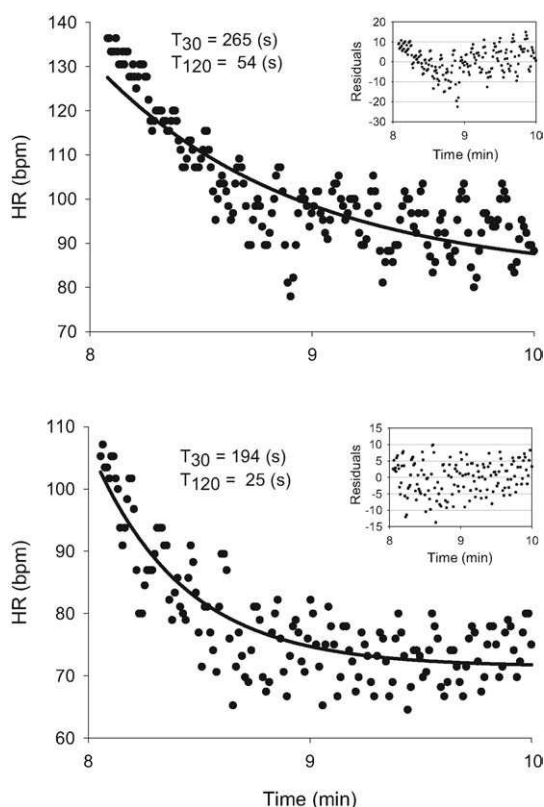 140
130
120
110
100
90
80
70
HR (bpm)
T30 = 265 (s)
T120 = 54 (s)
20
10
0
-10
-20
-30
Residuals
8 9 10
Time (min)
8 9 10
110
100
90
80
70
60
HR (bpm)
T30 = 194 (s)
T120 = 25 (s)
15
10
5
0
-5
-10
-15
Residuals
8 9 10
Time (min)
8 9 10
Time (min)